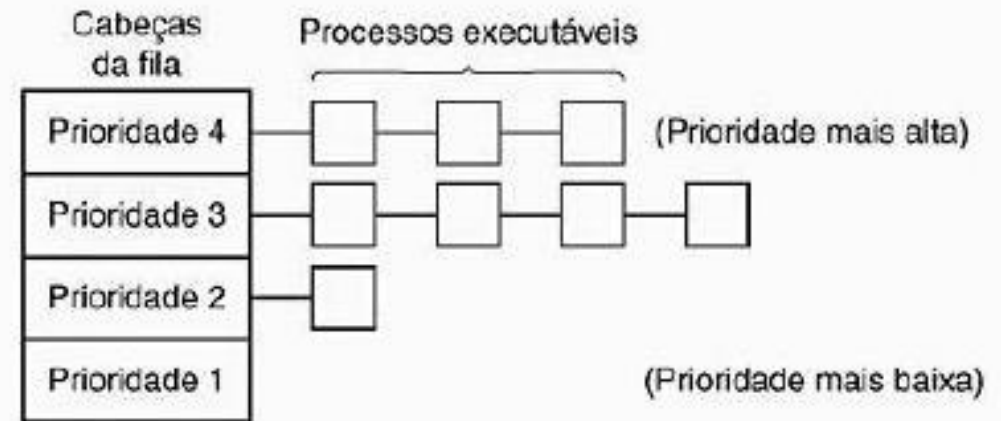 Cabeças
da fila
Processos executáveis
Prioridade 4
(Prioridade mais alta)
Prioridade 3
Prioridade 2
Prioridade 1
(Prioridade mais baixa)